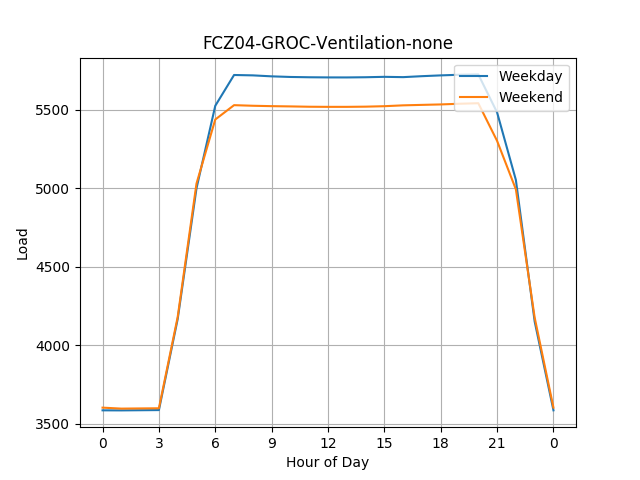 FCZ04-GROC-Ventilation-none
Weekday
Weekend
5500
5000
4500
4000
3500
Load
0 3 6 9 12 15 18 21 0
Hour of Day